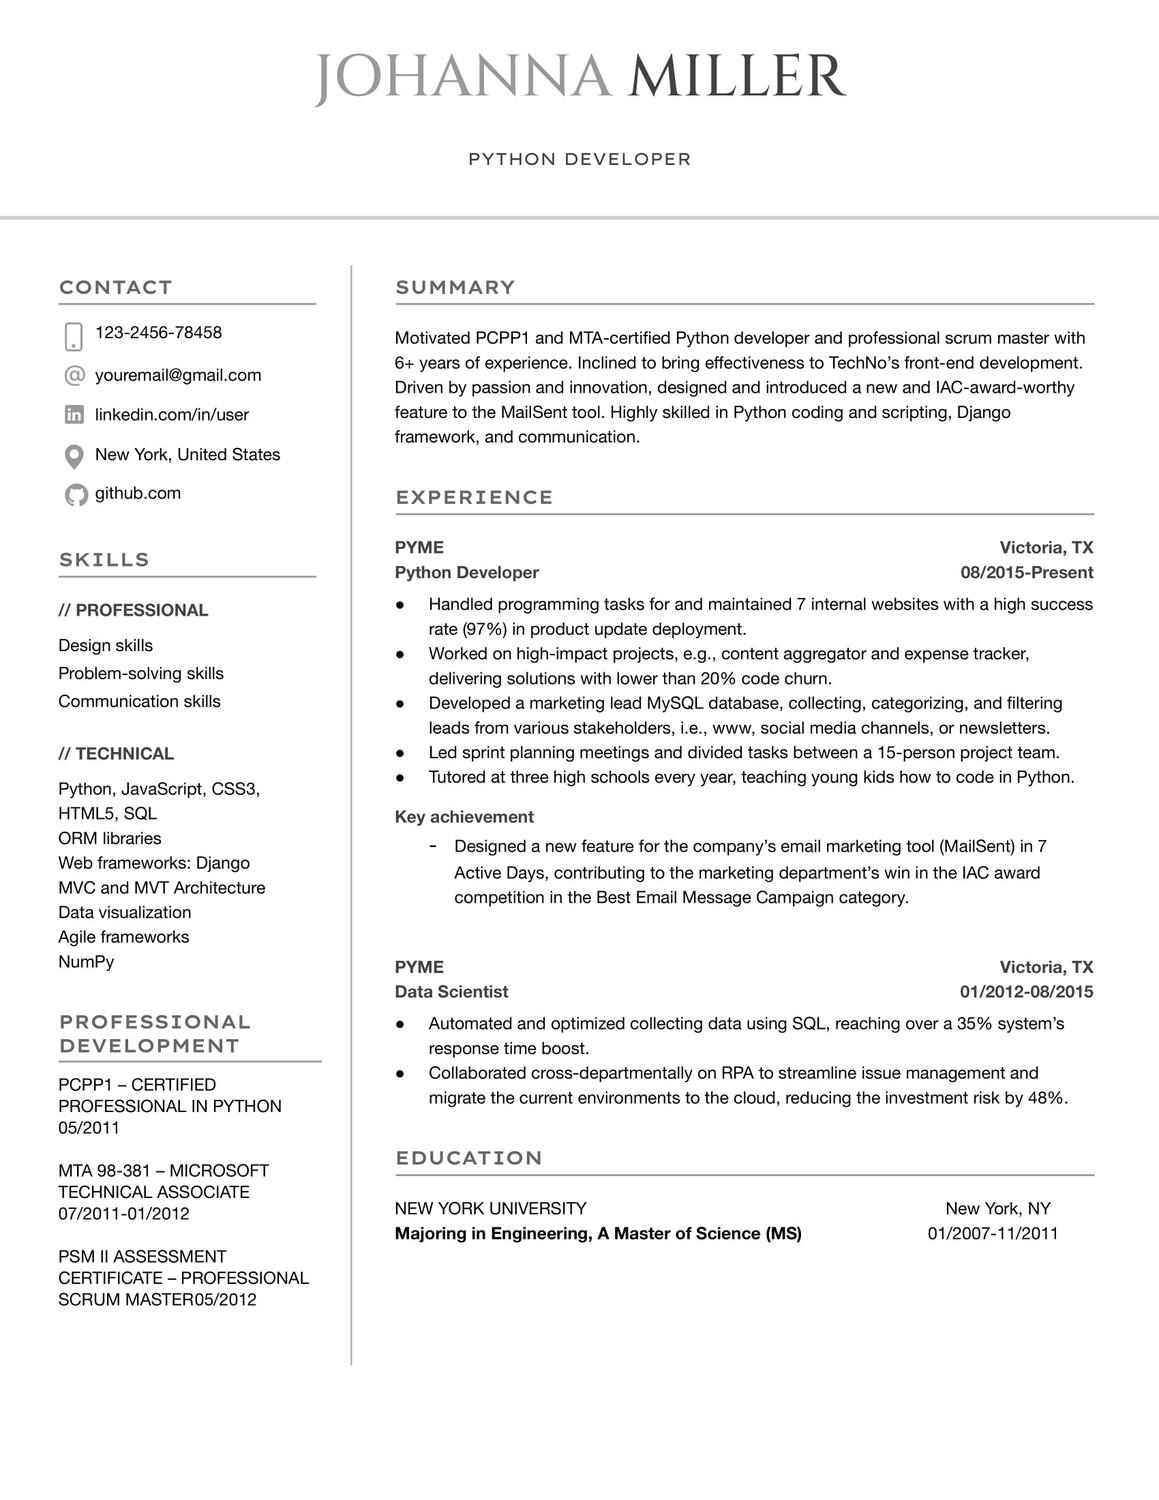 JOHANNA MILLER
PYTHON DEVELOPER
CONTACT
123-2456-78458
youremail@gmail.com
linkedin.com/in/user
New York, United States
github.com
SKILLS
// PROFESSIONAL
Design skills
Problem-solving skills
Communication skills
// TECHNICAL
Python, JavaScript, CSS3,
HTML5, SQL
ORM libraries
Web frameworks: Django
MVC and MVT Architecture
Data visualization
Agile frameworks
NumPy
PROFESSIONAL
DEVELOPMENT
PCPP1 – CERTIFIED
PROFESSIONAL IN PYTHON
05/2011
MTA 98-381 – MICROSOFT
TECHNICAL ASSOCIATE
07/2011-01/2012
PSM II ASSESSMENT
CERTIFICATE – PROFESSIONAL
SCRUM MASTER05/2012
SUMMARY
Motivated PCPP1 and MTA-certified Python developer and professional scrum master with
6+ years of experience. Inclined to bring effectiveness to TechNo’s front-end development.
Driven by passion and innovation, designed and introduced a new and IAC-award-worthy
feature to the MailSent tool. Highly skilled in Python coding and scripting, Django
framework, and communication.
EXPERIENCE
PYME Victoria, TX
Python Developer 08/2015-Present
● Handled programming tasks for and maintained 7 internal websites with a high success
rate (97%) in product update deployment.
● Worked on high-impact projects, e.g., content aggregator and expense tracker,
delivering solutions with lower than 20% code churn.
● Developed a marketing lead MySQL database, collecting, categorizing, and filtering
leads from various stakeholders, i.e., www, social media channels, or newsletters.
● Led sprint planning meetings and divided tasks between a 15-person project team.
● Tutored at three high schools every year, teaching young kids how to code in Python.
Key achievement
- Designed a new feature for the company’s email marketing tool (MailSent) in 7
Active Days, contributing to the marketing department’s win in the IAC award
competition in the Best Email Message Campaign category.
PYME Victoria, TX
Data Scientist 01/2012-08/2015
● Automated and optimized collecting data using SQL, reaching over a 35% system’s
response time boost.
● Collaborated cross-departmentally on RPA to streamline issue management and
migrate the current environments to the cloud, reducing the investment risk by 48%.
EDUCATION
NEW YORK UNIVERSITY New York, NY
Majoring in Engineering, A Master of Science (MS) 01/2007-11/2011